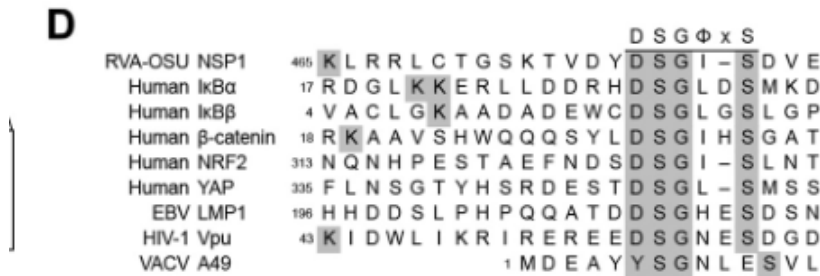 D
D S G Φ x S
RVA-OSU NSP1 465 K L R R L C T G S K T V D Y D S G I – S D V E
Human IκBα 17 R D G L K K E R L L D D R H D S G L D S M K D
Human IκBβ 4 V A C L G K A A D A D E W C D S G L G S L G P
Human β-catenin 18 R K A A V S H W Q Q Q S Y L D S G I H S G A T
Human NRF2 313 N Q N H P E S T A E F N D S D S G I – S L N T
Human YAP 335 F L N S G T Y H S R D E S T D S G L – S M S S
EBV LMP1 196 H H D D S L P H P Q Q A T D D S G H E S D S N
HIV-1 Vpu 43 K I D W L I K R I R E R E E D S G N E S D G D
VACV A49 1 M D E A Y Y S G N L E S V L